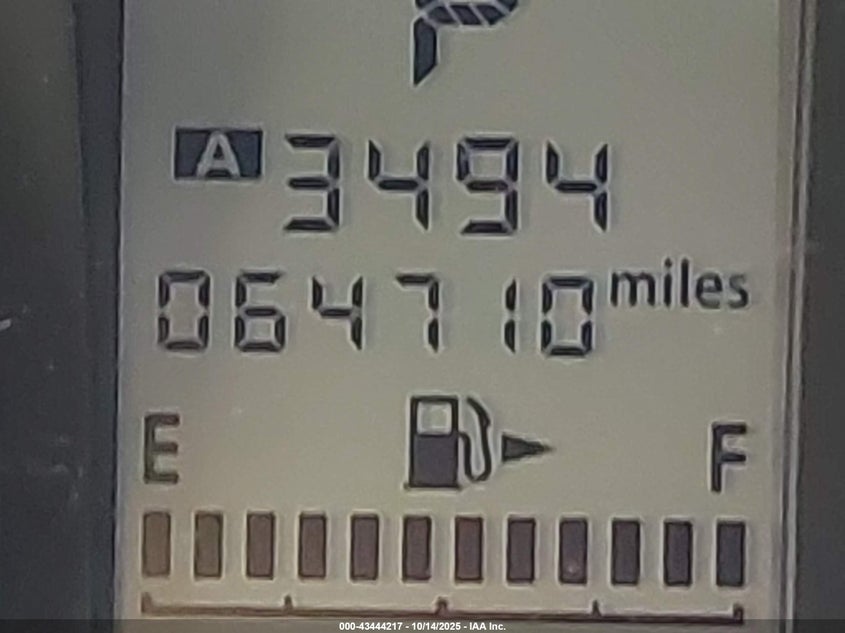 P
A 3494
064710 miles
E F
000-43444217 - 10/14/2025 - IAA Inc.